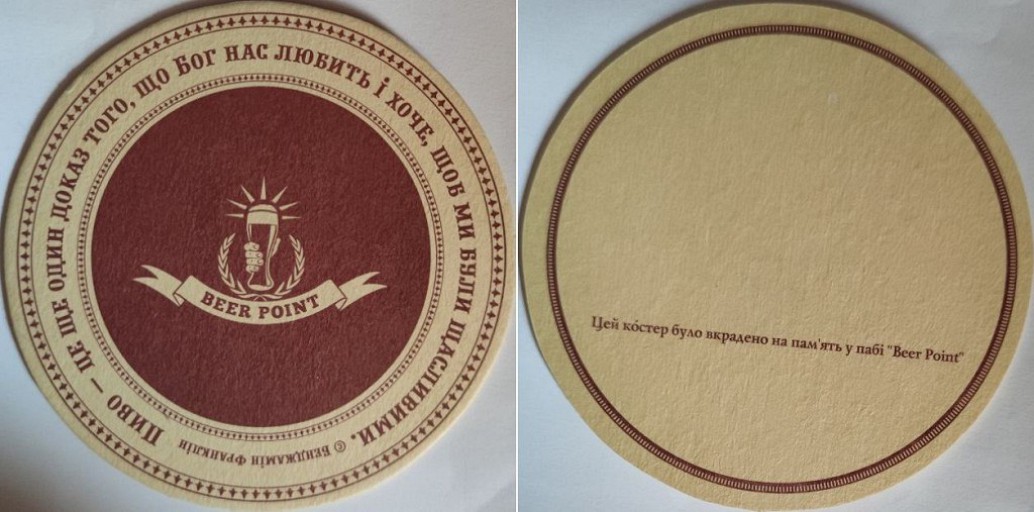 Пиво — це ще один доказ того, що Бог нас любить і хоче, щоб ми були щасливими.
© Бенджамін Франклін
BEER POINT
Цей ко́стер було вкрадено на пам'ять у пабі "Beer Point"